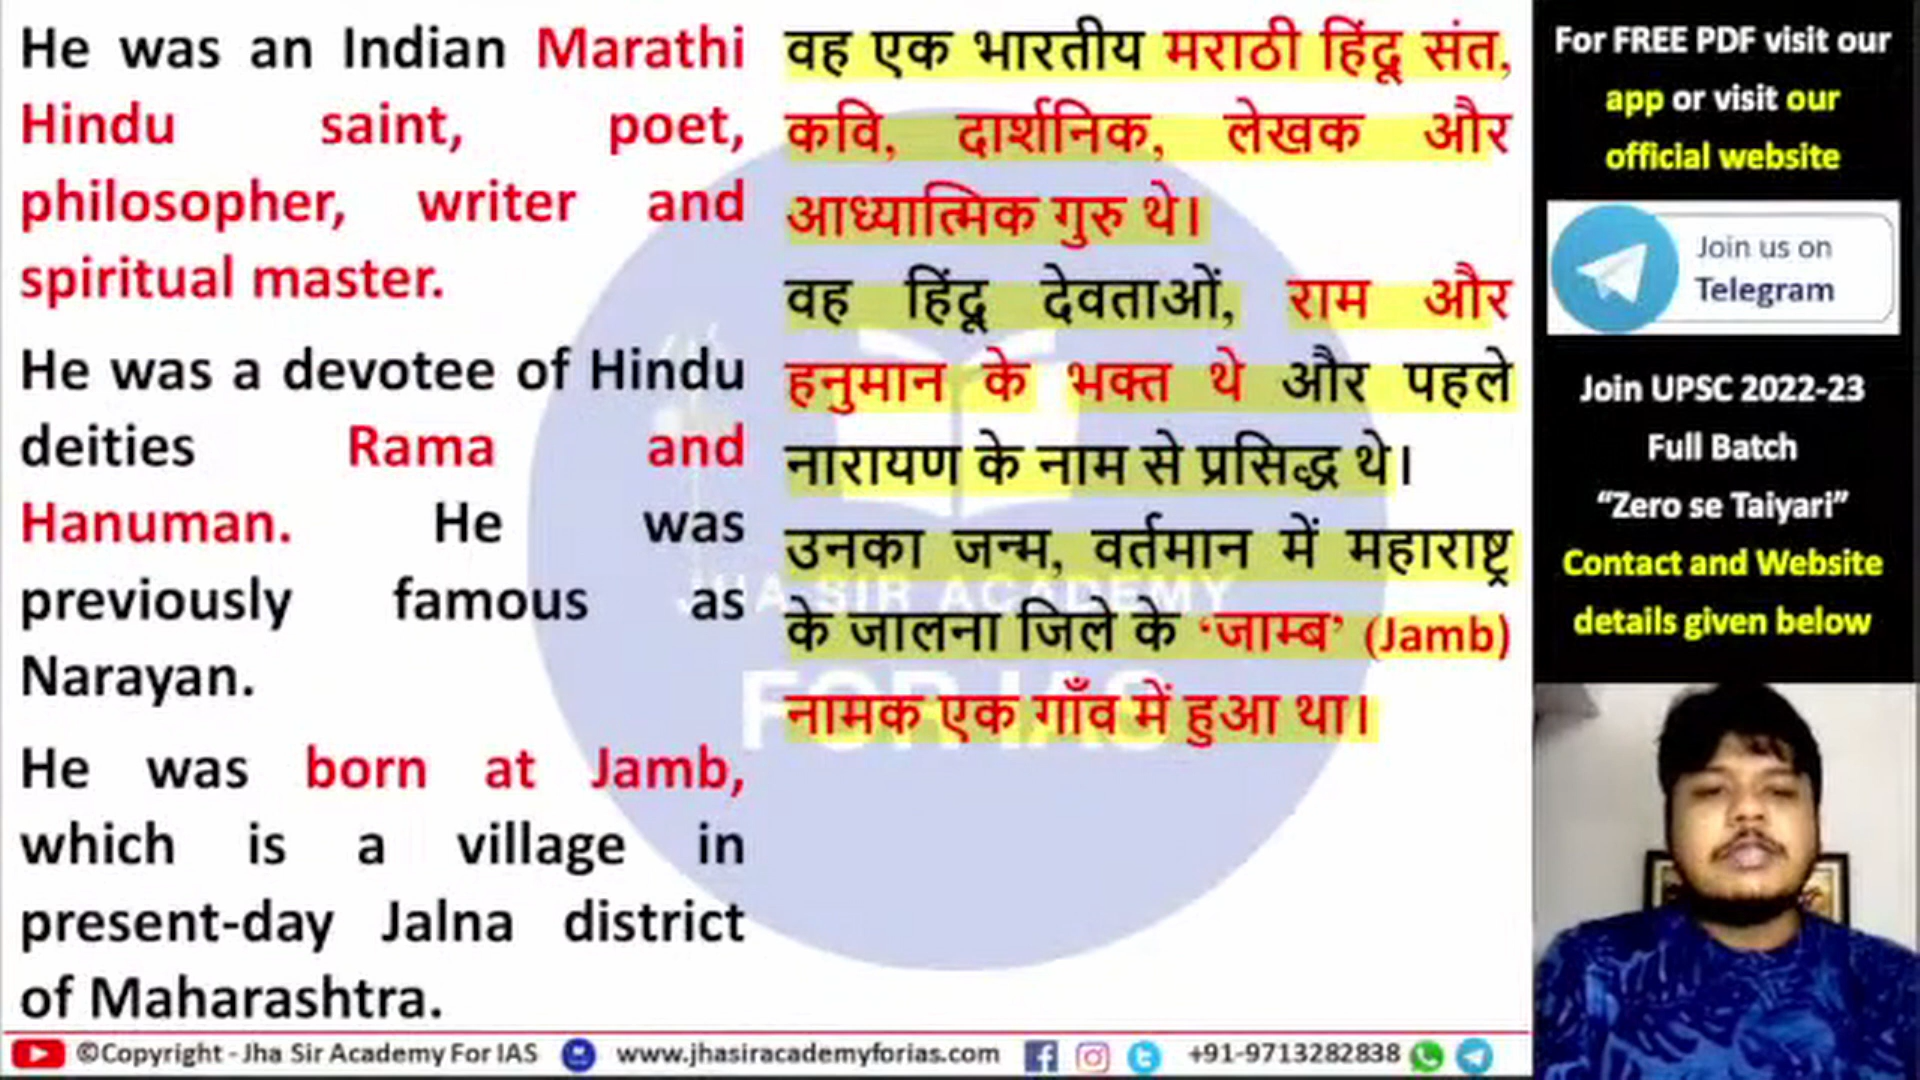 He was an Indian Marathi
Hindu saint, poet,
philosopher, writer and
spiritual master.
He was a devotee of Hindu
deities Rama and
Hanuman. He was
previously famous as
Narayan.
He was born at Jamb,
which is a village in
present-day Jalna district
of Maharashtra.
वह एक भारतीय मराठी हिंदू संत,
कवि, दार्शनिक, लेखक और
आध्यात्मिक गुरु थे।
वह हिंदू देवताओं, राम और
हनुमान के भक्त थे और पहले
नारायण के नाम से प्रसिद्ध थे।
उनका जन्म, वर्तमान में महाराष्ट्र
के जालना जिले के ‘जाम्ब’ (Jamb)
नामक एक गाँव में हुआ था।
JHA SIR ACADEMY
FOR IAS
For FREE PDF visit our
app or visit our
official website
Join us on
Telegram
Join UPSC 2022-23
Full Batch
“Zero se Taiyari”
Contact and Website
details given below
©Copyright - Jha Sir Academy For IAS www.jhasiracademyforias.com +91-9713282838